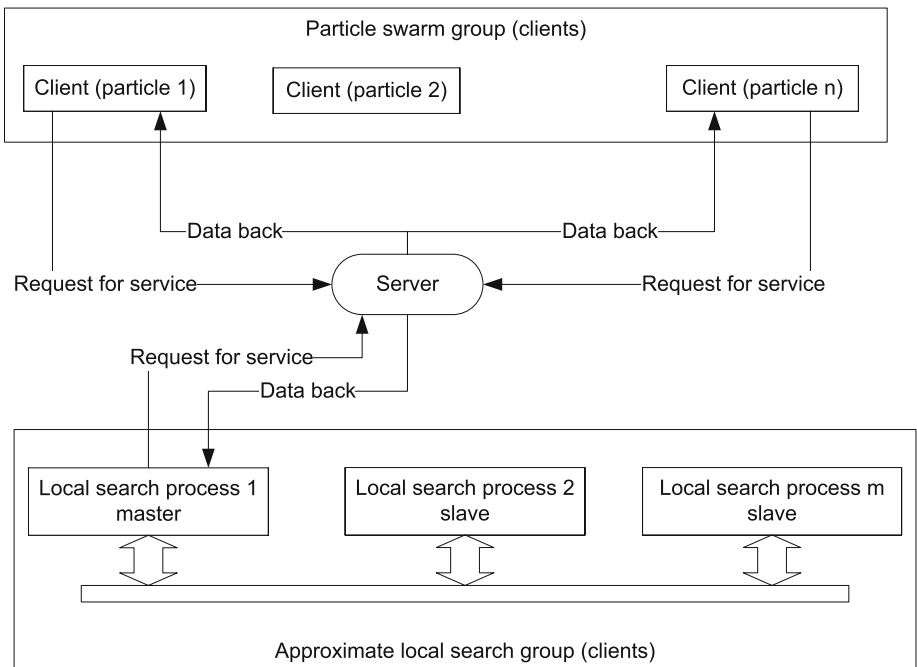 Particle swarm group (clients)
Client (particle 1)
Client (particle 2)
Client (particle n)
Data back
Data back
Request for service
Server
Request for service
Request for service
Data back
Local search process 1
master
Local search process 2
slave
Local search process m
slave
Approximate local search group (clients)